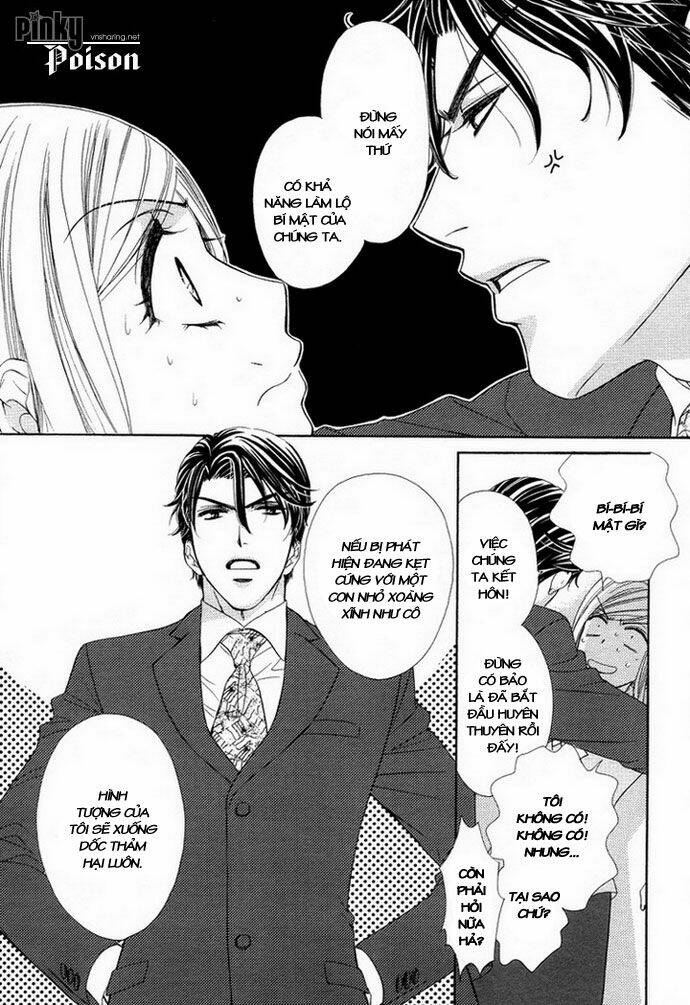 pinky
vnsharing.net
Poison
ĐỪNG
NÓI MẤY
THỨ
CÓ KHẢ
NĂNG LÀM LỘ
BÍ MẬT CỦA
CHÚNG TA.
BÍ-BÍ-BÍ
MẬT GÌ?
VIỆC
CHÚNG
TA KẾT
HÔN!
ĐỪNG
CÓ BẢO
LÀ ĐÃ BẮT
ĐẦU HUYÊN
THUYÊN RỒI
ĐẤY!
TÔI
KHÔNG CÓ!
KHÔNG CÓ!
NHƯNG...
TẠI SAO
CHỨ?
CÒN
PHẢI
HỎI
NỮA
HẢ?
NẾU BỊ PHÁT
HIỆN ĐANG KẸT
CỨNG VỚI MỘT
CON NHỎ XOÀNG
XĨNH NHƯ CÔ
HÌNH
TƯỢNG CỦA
TÔI SẼ XUỐNG
DỐC THẢM
HẠI LUÔN.